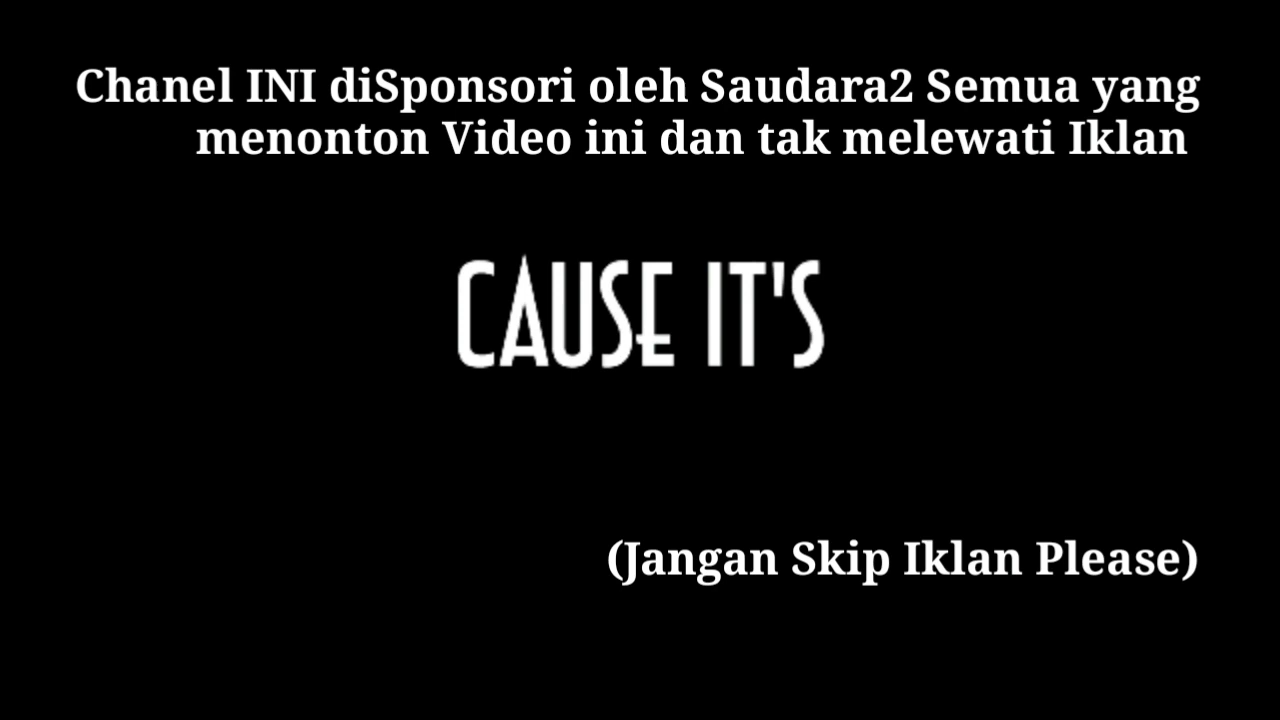 Chanel INI diSponsori oleh Saudara2 Semua yang
menonton Video ini dan tak melewati Iklan
CAUSE IT'S
(Jangan Skip Iklan Please)